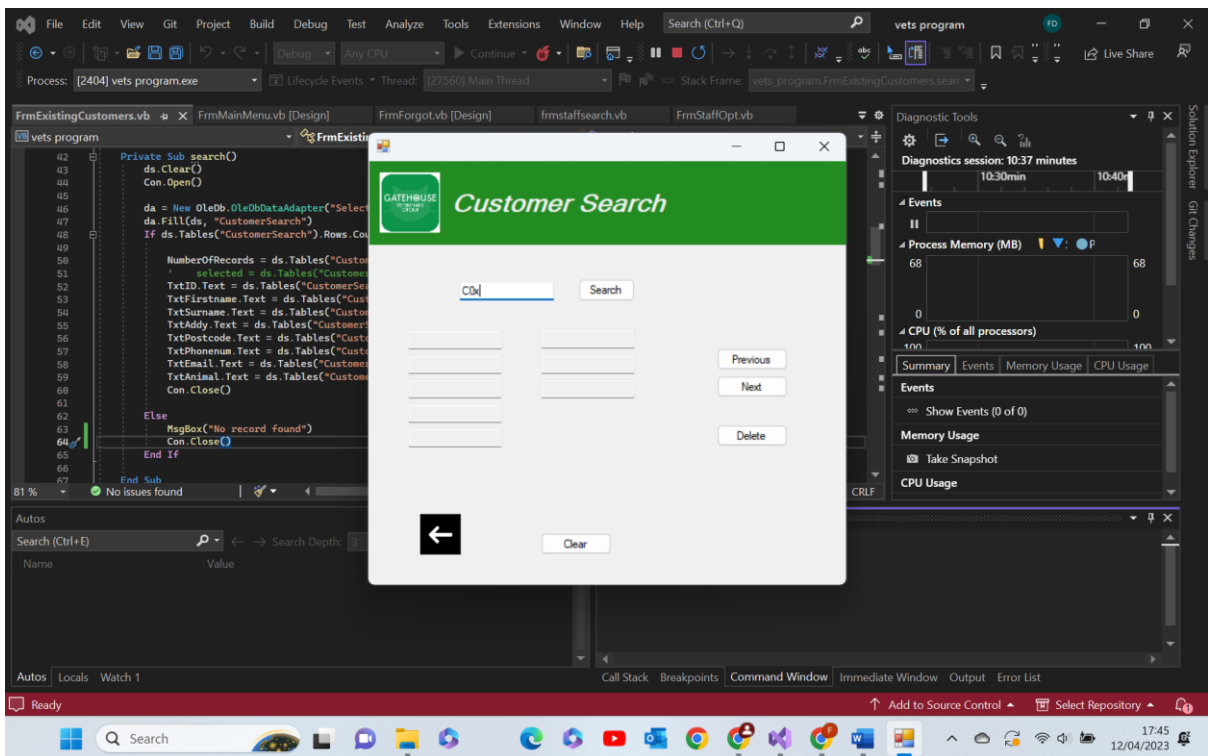 File Edit View Git Project Build Debug Test Analyze Tools Extensions Window Help Search (Ctrl+Q) vets program FD
Debug Any CPU Continue Live Share
Process: [2404] vets program.exe Lifecycle Events Thread: [27560] Main Thread Stack Frame: vets_program.FrmExistingCustomers.sear
FrmExistingCustomers.vb FrmMainMenu.vb [Design] FrmForgot.vb [Design] frmstaffsearch.vb FrmStaffOpt.vb
vets program FrmExistin
42 Private Sub search()
43 ds.Clear()
44 Con.Open()
45
46 da = New OleDb.OleDbDataAdapter("Select
47 da.Fill(ds, "CustomerSearch")
48 If ds.Tables("CustomerSearch").Rows.Cou
49
50 NumberOfRecords = ds.Tables("Custom
51 ' selected = ds.Tables("Custome
52 TxtID.Text = ds.Tables("CustomerSea
53 TxtFirstname.Text = ds.Tables("Cust
54 TxtSurname.Text = ds.Tables("Custom
55 TxtAddy.Text = ds.Tables("CustomerS
56 TxtPostcode.Text = ds.Tables("Custo
57 TxtPhonenum.Text = ds.Tables("Custo
58 TxtEmail.Text = ds.Tables("Custome
59 TxtAnimal.Text = ds.Tables("Custome
60 Con.Close()
61
62 Else
63 MsgBox("No record found")
64 Con.Close()
65 End If
66
67 End Sub
81 % No issues found CRLF
GATEHOUSE
Customer Search
C0x Search
Previous
Next
Delete
Clear
Diagnostic Tools
Diagnostics session: 10:37 minutes
10:30min 10:40m
Events
Process Memory (MB) P
68 68
0 0
CPU (% of all processors)
100 100
Summary Events Memory Usage CPU Usage
Events
Show Events (0 of 0)
Memory Usage
Take Snapshot
CPU Usage
Solution Explorer
Git Changes
Autos
Search (Ctrl+E) Search Depth: 3
Name Value
Autos Locals Watch 1
Call Stack Breakpoints Command Window Immediate Window Output Error List
Ready Add to Source Control Select Repository
Search 17:45
12/04/2023